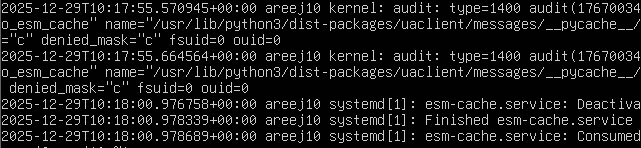 2025-12-29T10:17:55.570945+00:00 areej10 kernel: audit: type=1400 audit(17670034
o_esm_cache" name="/usr/lib/python3/dist-packages/uaclient/messages/__pycache__/
="c" denied_mask="c" fsuid=0 ouid=0
2025-12-29T10:17:55.664564+00:00 areej10 kernel: audit: type=1400 audit(17670034
o_esm_cache" name="/usr/lib/python3/dist-packages/uaclient/messages/__pycache__/
 denied_mask="c" fsuid=0 ouid=0
2025-12-29T10:18:00.976758+00:00 areej10 systemd[1]: esm-cache.service: Deactiva
2025-12-29T10:18:00.978339+00:00 areej10 systemd[1]: Finished esm-cache.service
2025-12-29T10:18:00.978689+00:00 areej10 systemd[1]: esm-cache.service: Consumed